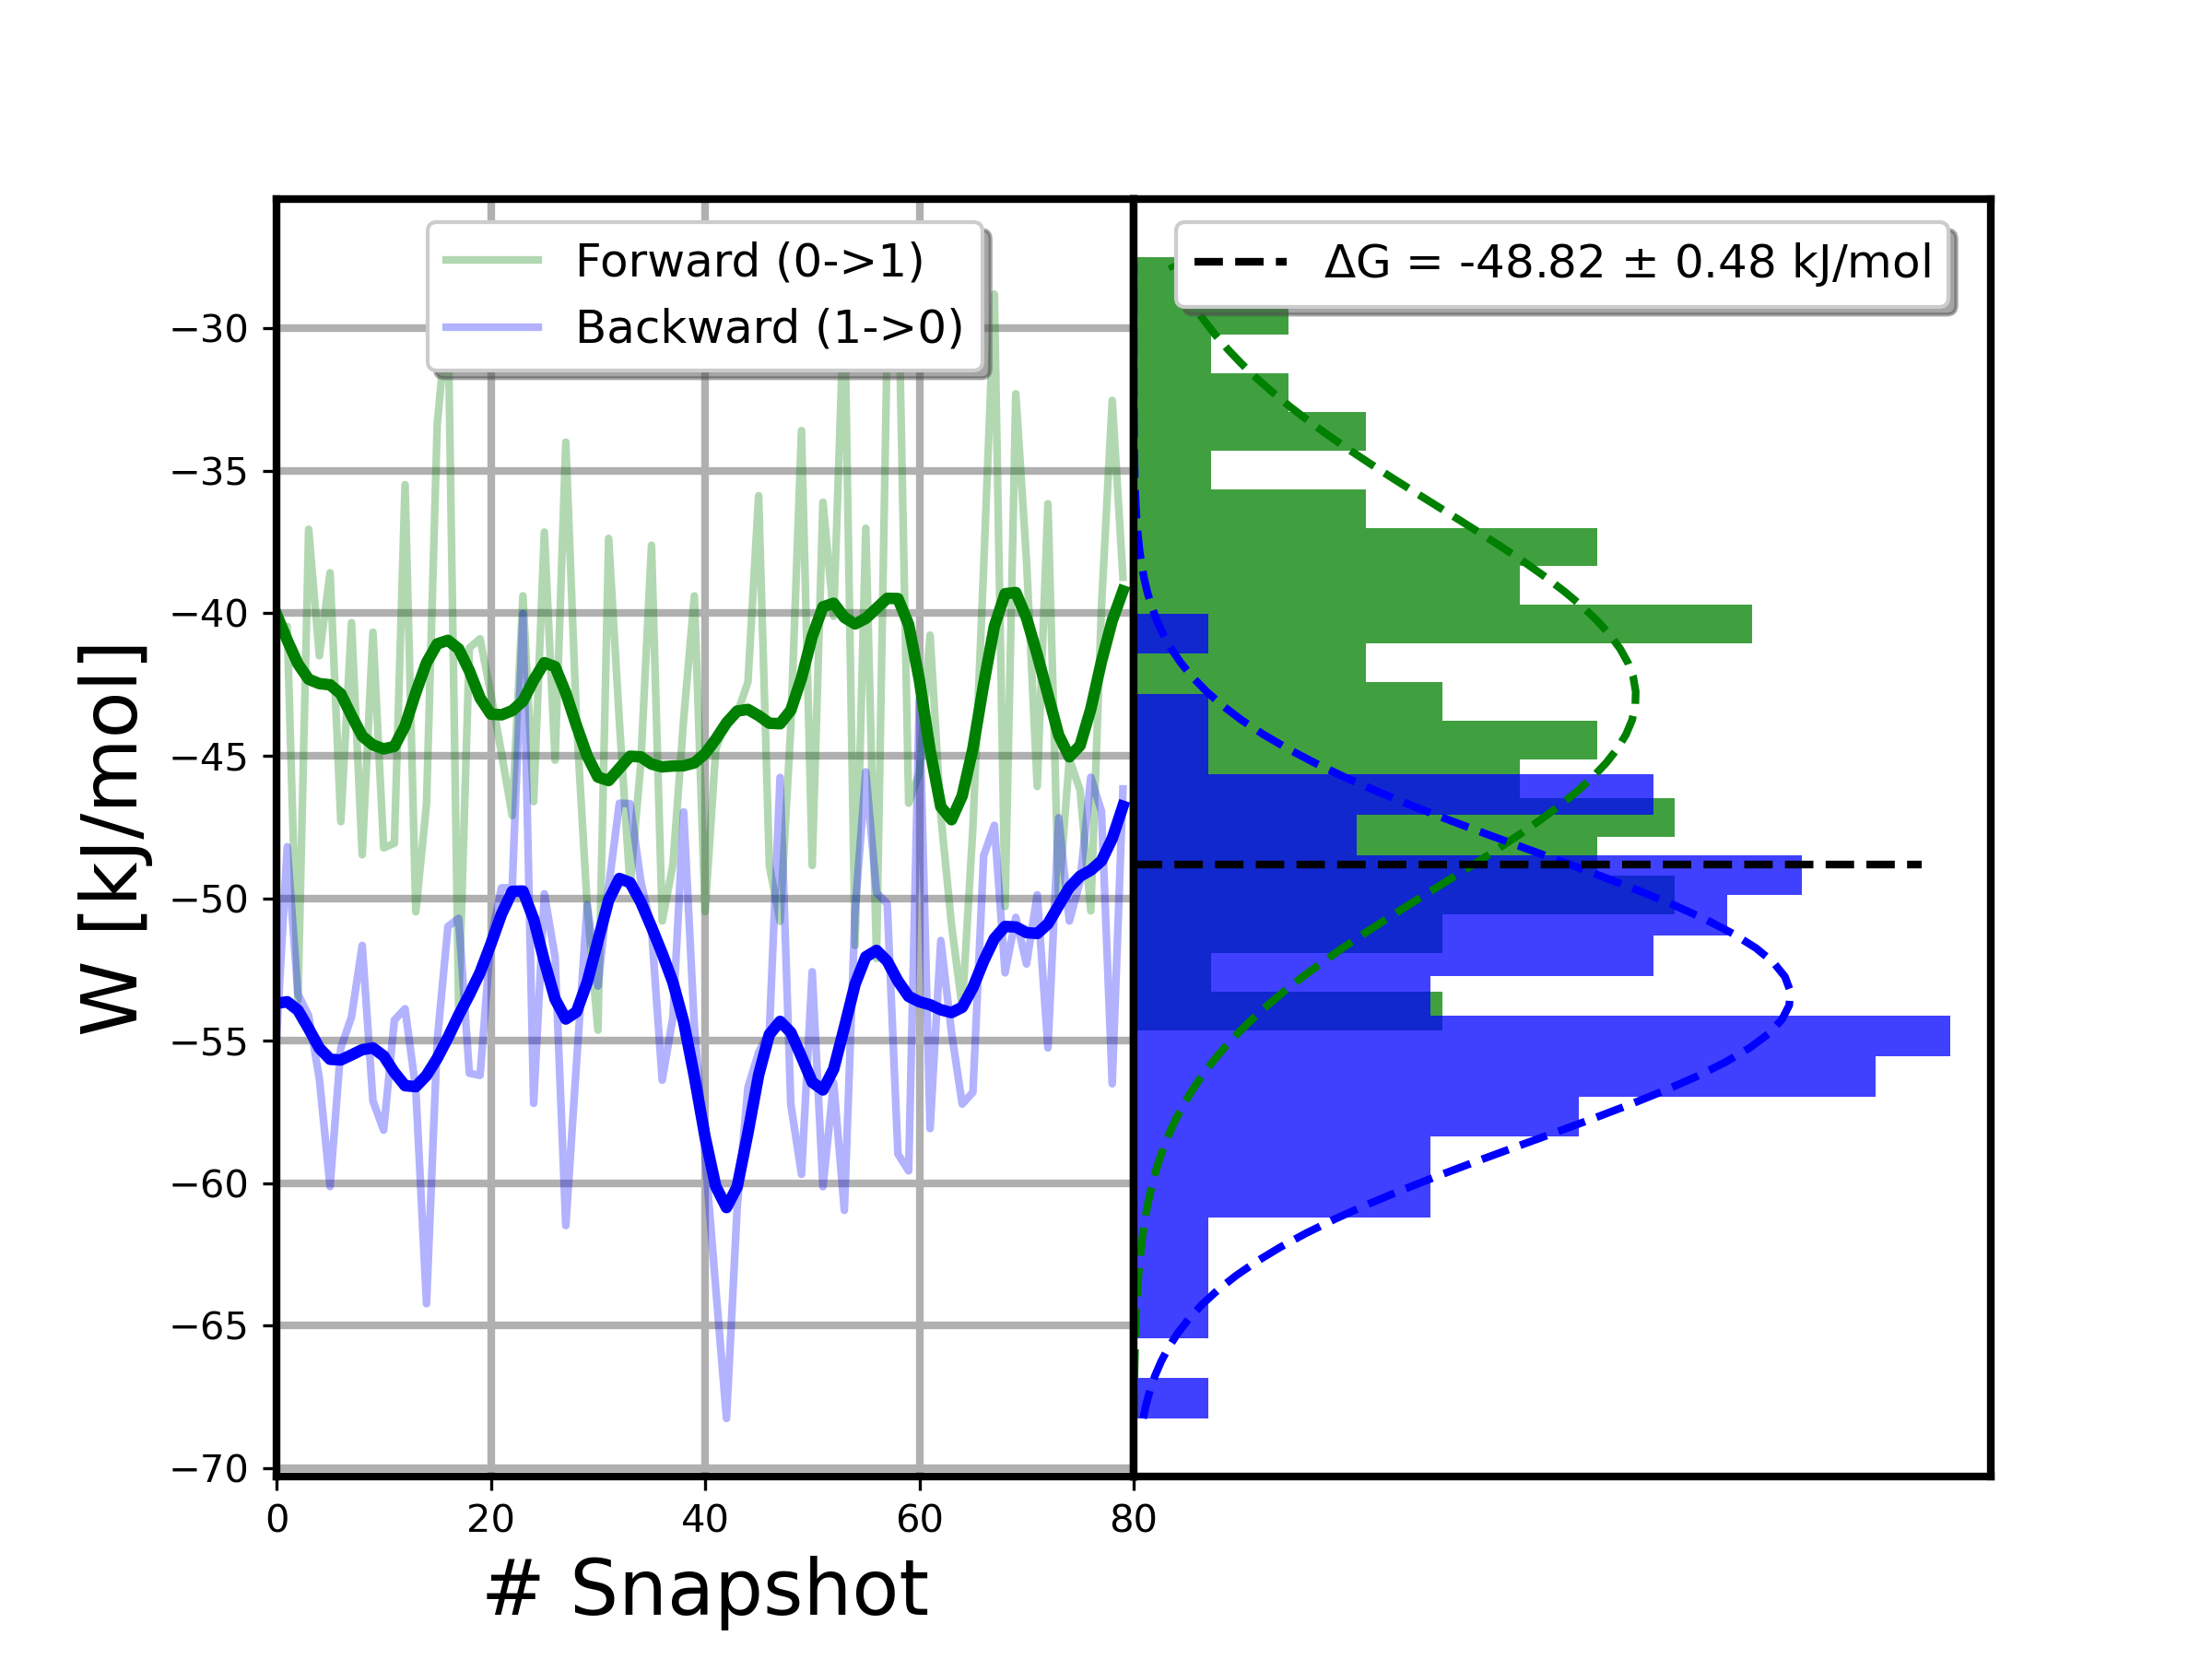 Forward (0->1)
Backward (1->0)
ΔG = -48.82 ± 0.48 kJ/mol
W [kJ/mol]
−30
−35
−40
−45
−50
−55
−60
−65
−70
0 20 40 60 80
# Snapshot